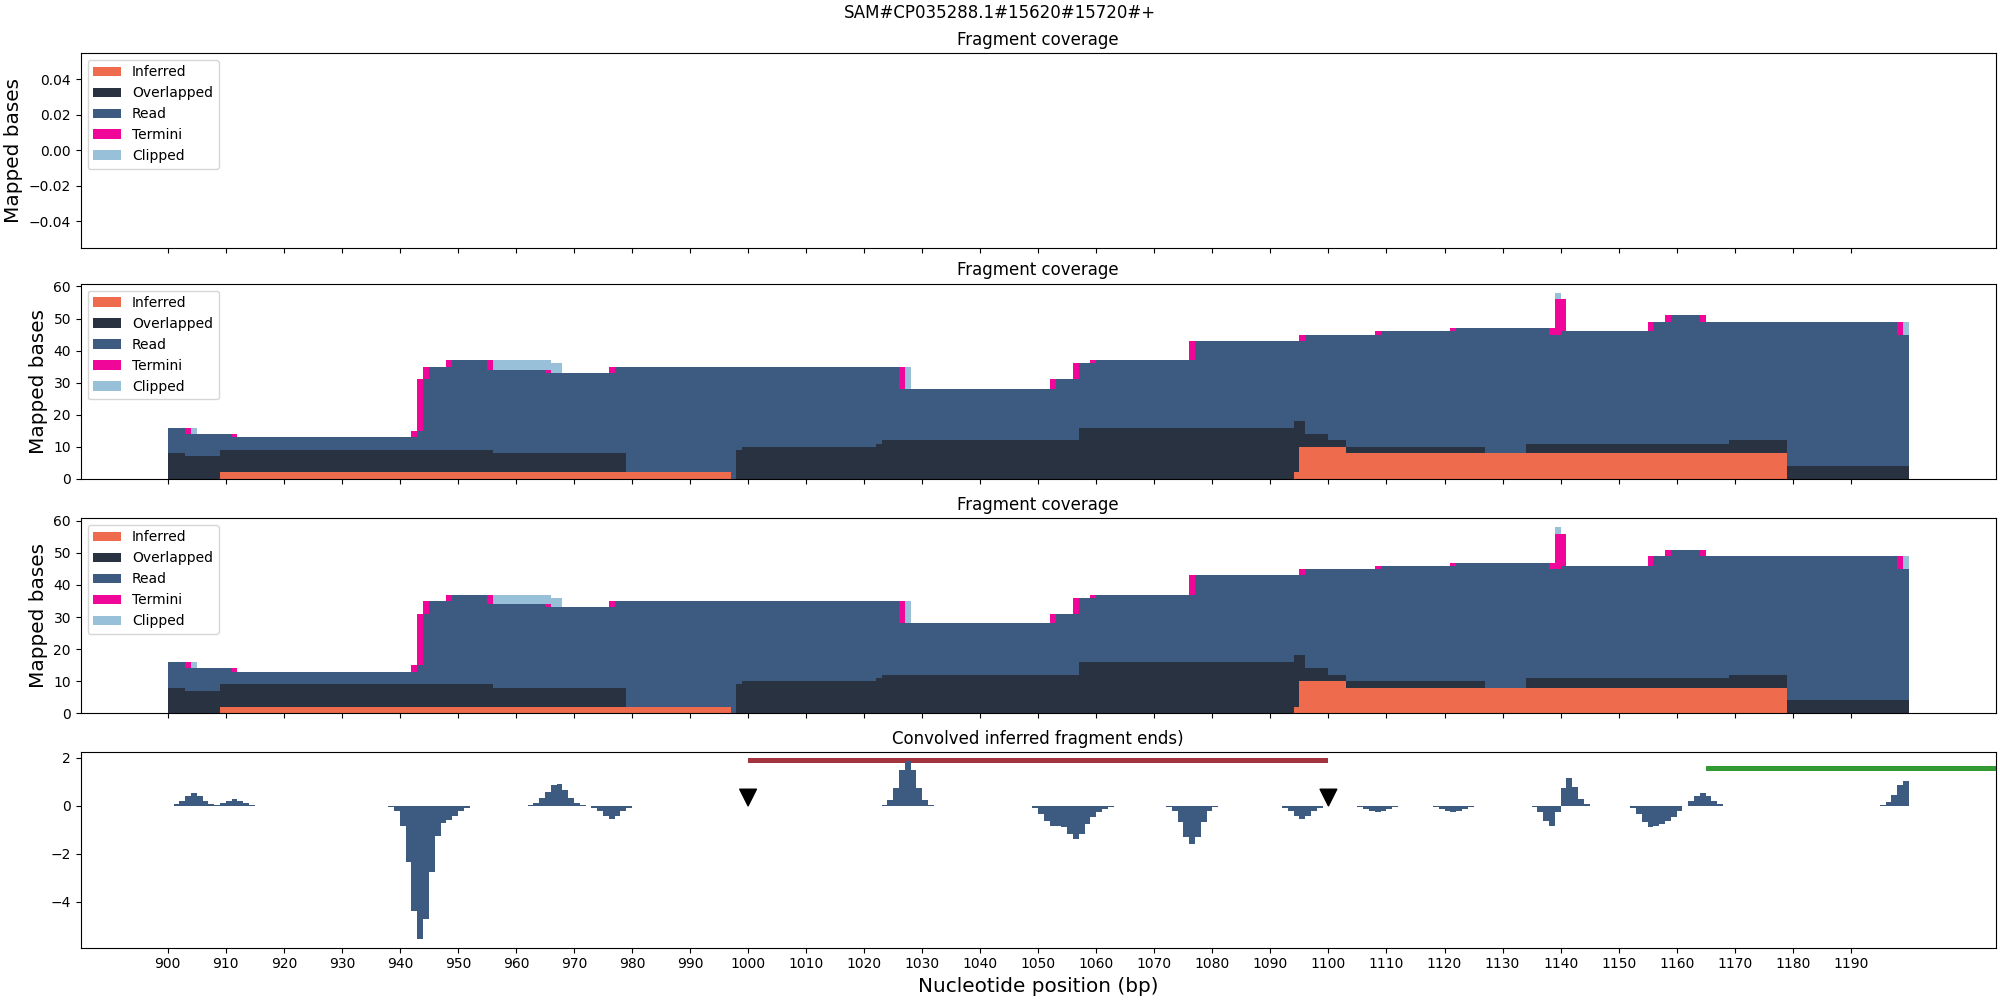 SAM#CP035288.1#15620#15720#+
Fragment coverage
Mapped bases
0.04
0.02
0.00
−0.02
−0.04
Inferred
Overlapped
Read
Termini
Clipped
Fragment coverage
Mapped bases
60
50
40
30
20
10
0
Inferred
Overlapped
Read
Termini
Clipped
Fragment coverage
Mapped bases
60
50
40
30
20
10
0
Inferred
Overlapped
Read
Termini
Clipped
Convolved inferred fragment ends)
2
0
−2
−4
900 910 920 930 940 950 960 970 980 990 1000 1010 1020 1030 1040 1050 1060 1070 1080 1090 1100 1110 1120 1130 1140 1150 1160 1170 1180 1190
Nucleotide position (bp)